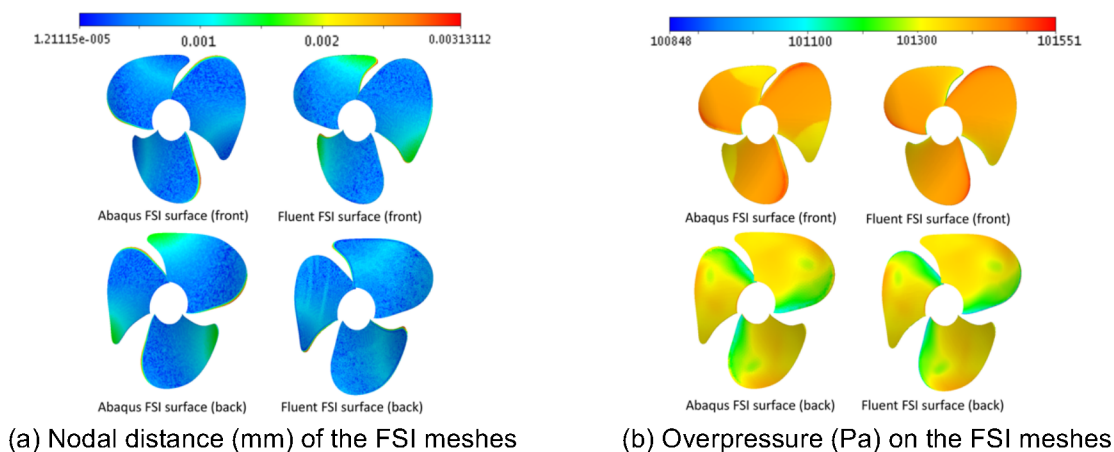 1.21115e-005 0.001 0.002 0.00313112
100848 101100 101300 101551
Abaqus FSI surface (front) Fluent FSI surface (front)
Abaqus FSI surface (front) Fluent FSI surface (front)
Abaqus FSI surface (back) Fluent FSI surface (back)
Abaqus FSI surface (back) Fluent FSI surface (back)
(a) Nodal distance (mm) of the FSI meshes
(b) Overpressure (Pa) on the FSI meshes